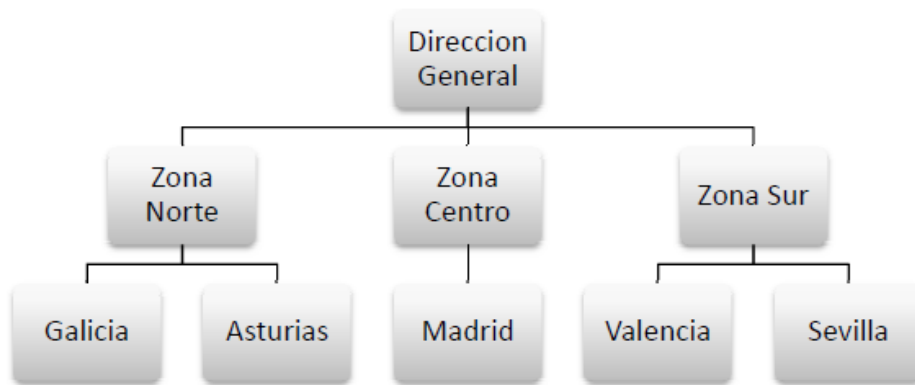 Direccion
General
Zona
Norte
Zona
Centro
Zona Sur
Galicia
Asturias
Madrid
Valencia
Sevilla